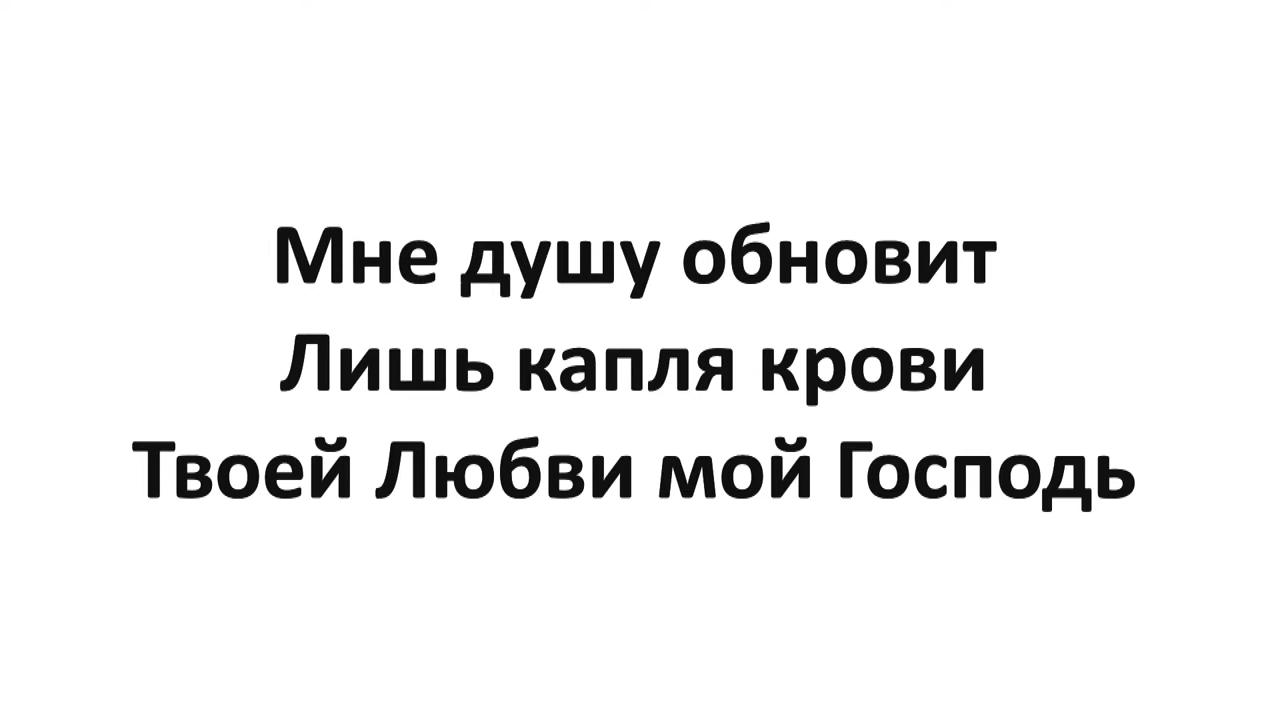 Мне душу обновит
Лишь капля крови
Твоей Любви мой Господь